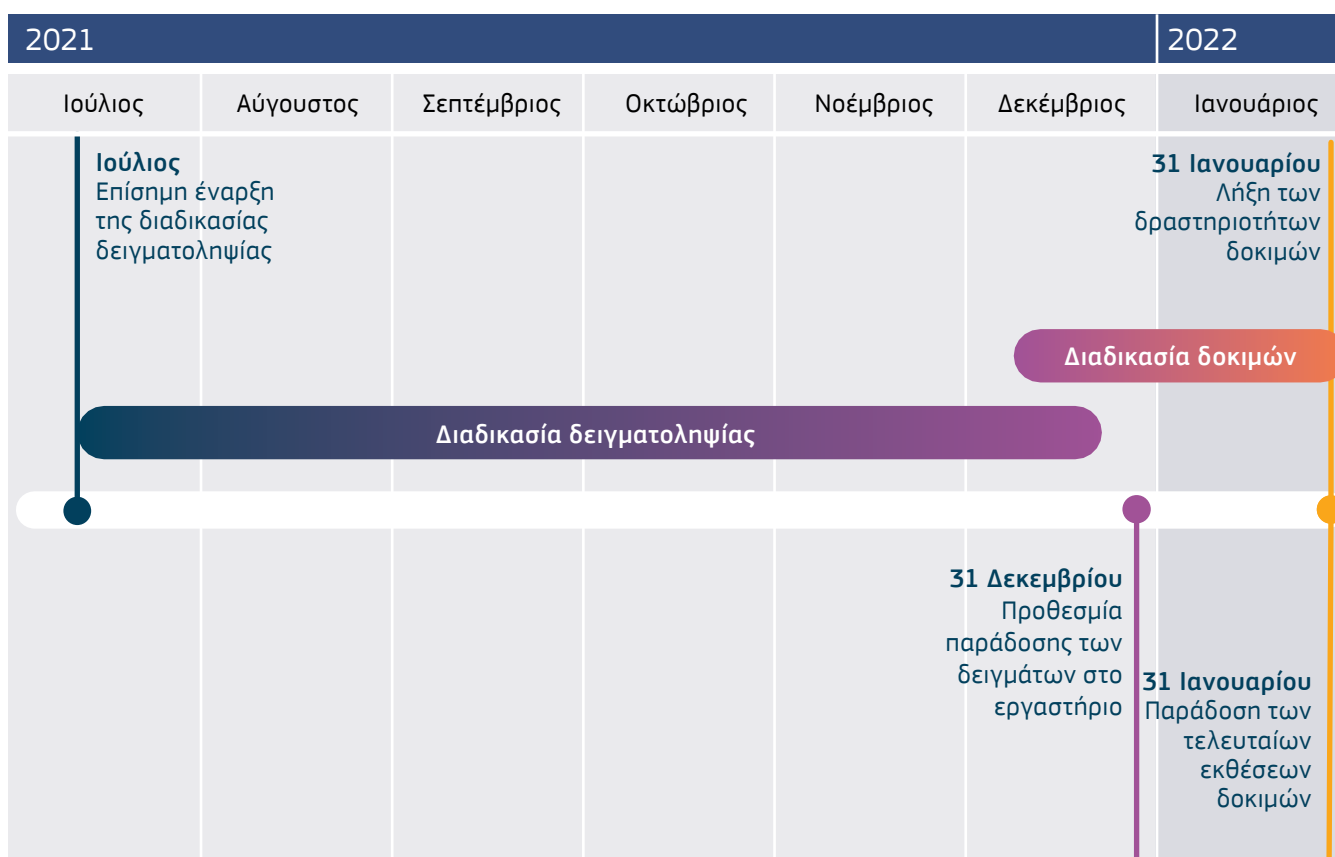 2021
2022
Ιούλιος
Αύγουστος
Σεπτέμβριος
Οκτώβριος
Νοέμβριος
Δεκέμβριος
Ιανουάριος
Ιούλιος
Επίσημη έναρξη
της διαδικασίας
δειγματοληψίας
31 Ιανουαρίου
Λήξη των
δραστηριοτήτων
δοκιμών
Διαδικασία δοκιμών
Διαδικασία δειγματοληψίας
31 Δεκεμβρίου
Προθεσμία
παράδοσης των
δειγμάτων στο
εργαστήριο
31 Ιανουαρίου
Παράδοση των
τελευταίων
εκθέσεων
δοκιμών